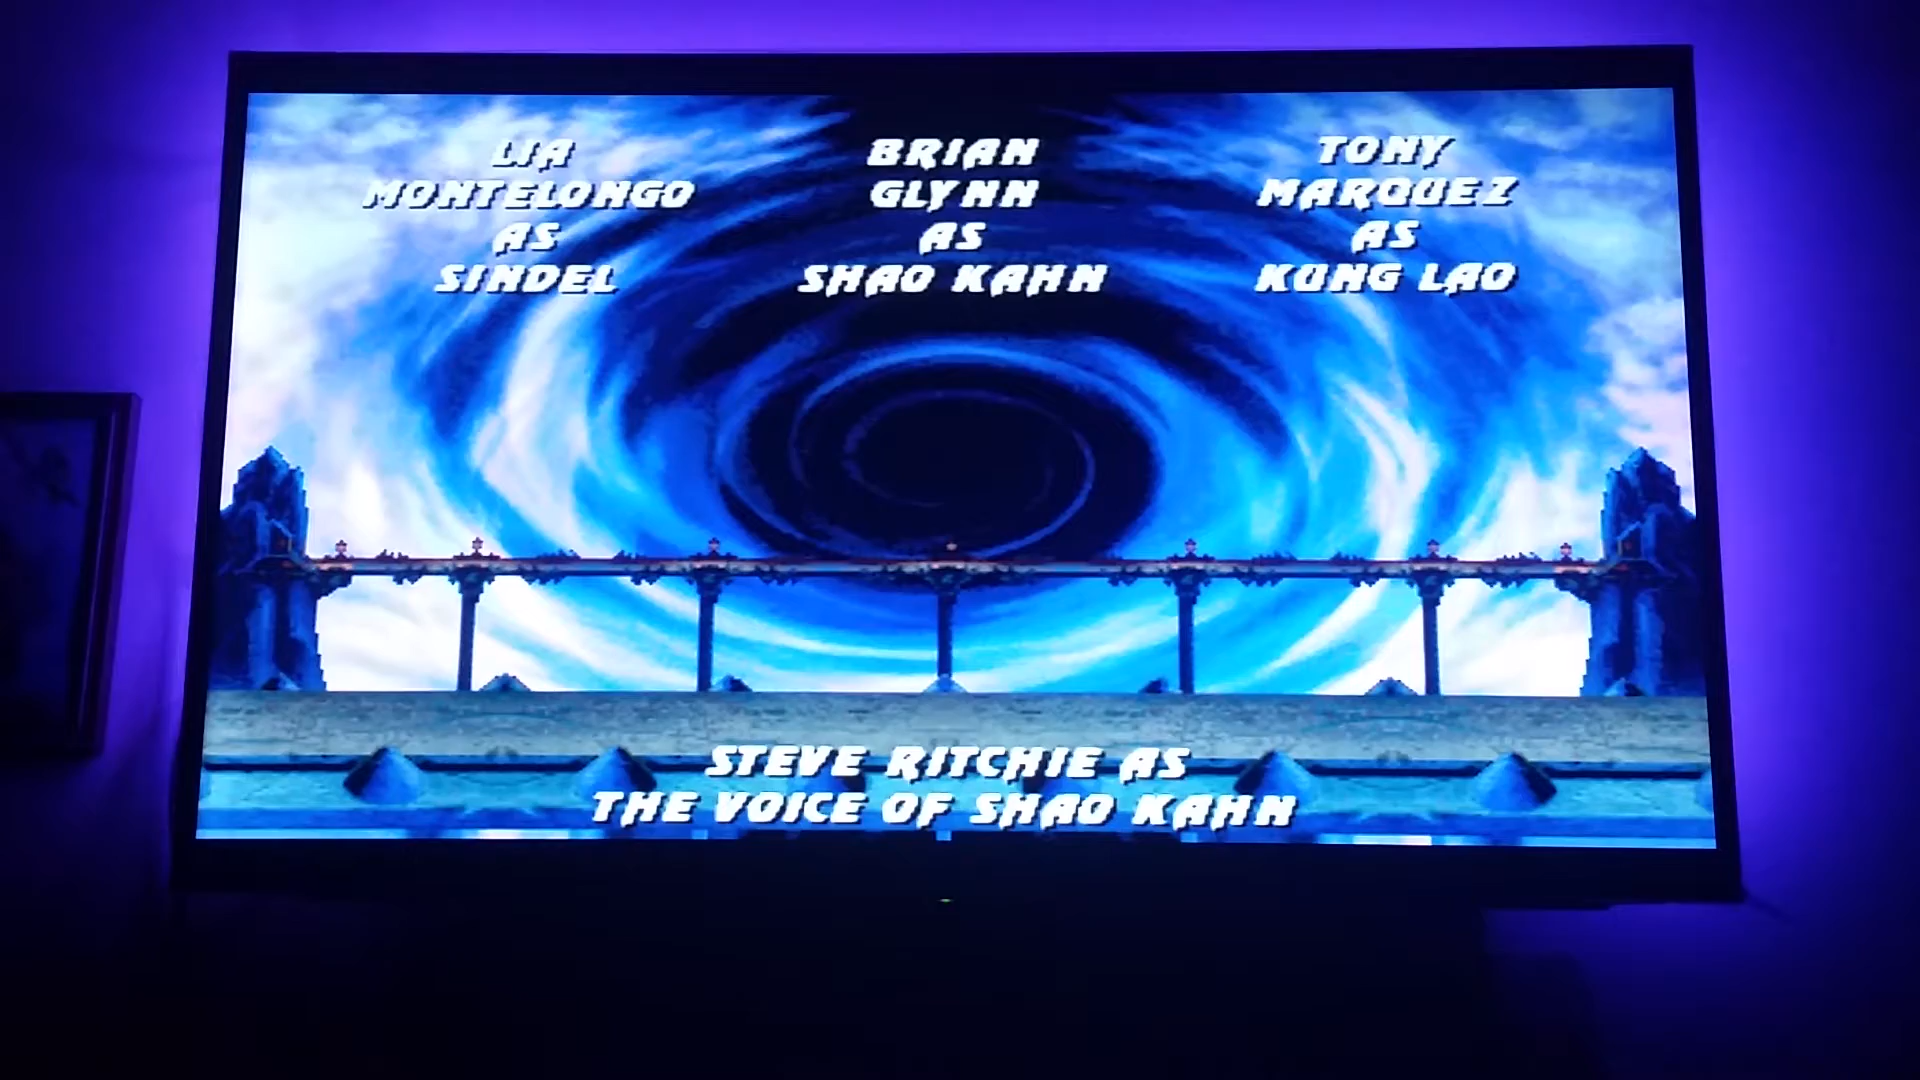 LIA
MONTELONGO
AS
SINDEL
BRIAN
GLYNN
AS
SHAO KAHN
TONY
MARQUEZ
AS
KUNG LAO
STEVE RITCHIE AS
THE VOICE OF SHAO KAHN